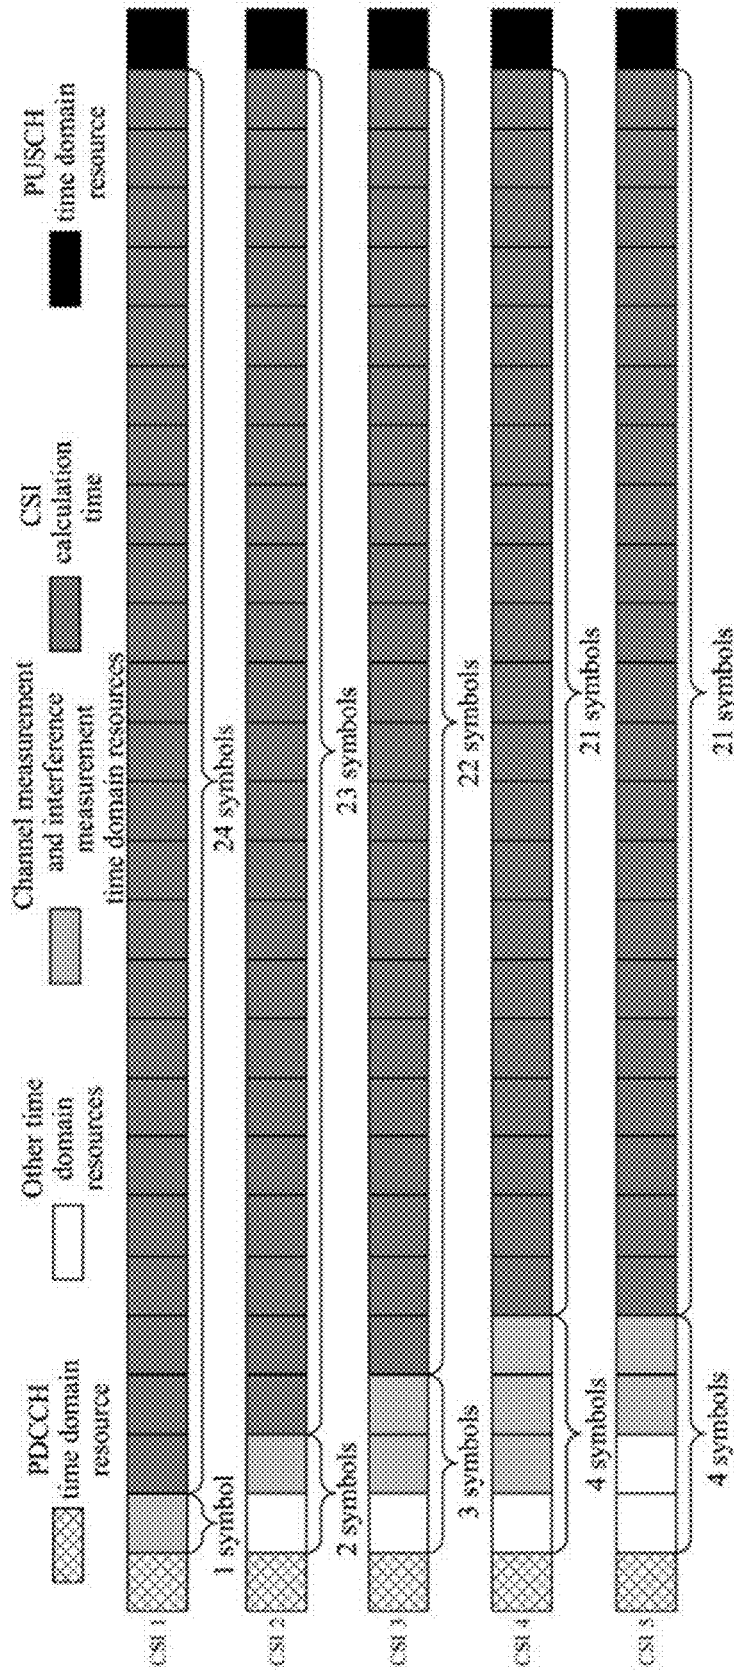 PDCCH
time domain
resource
Other time
domain
resources
Channel measurement
and interference
measurement
time domain resources
CSI
calculation
time
PUSCH
time domain
resource
CSI 1
1 symbol
24 symbols
CSI 2
2 symbols
23 symbols
CSI 3
3 symbols
22 symbols
CSI 4
4 symbols
21 symbols
CSI 5
4 symbols
21 symbols